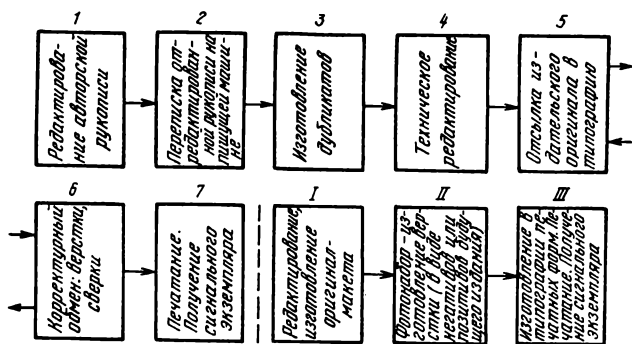 1
Редактирова-
ние авторской
рукописи
2
Переписка от-
редактирован-
ной рукописи на
пишущей маши-
не
3
Изготовление
дубликатов
4
Техническое
редактирование
5
Отсылка из-
дательского
оригинала в
типографию
6
Корректурный
обмен: верстки,
сверки
7
Печатание.
Получение
сигнального
экземпляра
I
Редактирование,
изготовление
оригинал-
макета
II
Фотонабор-из-
готовление вер-
стки (в виде
негативов или
позитивов буду-
щего издания)
III
Изготовление в
типографии пе-
чатных форм. Пе-
чатание. Получе-
ние сигнального
экземпляра